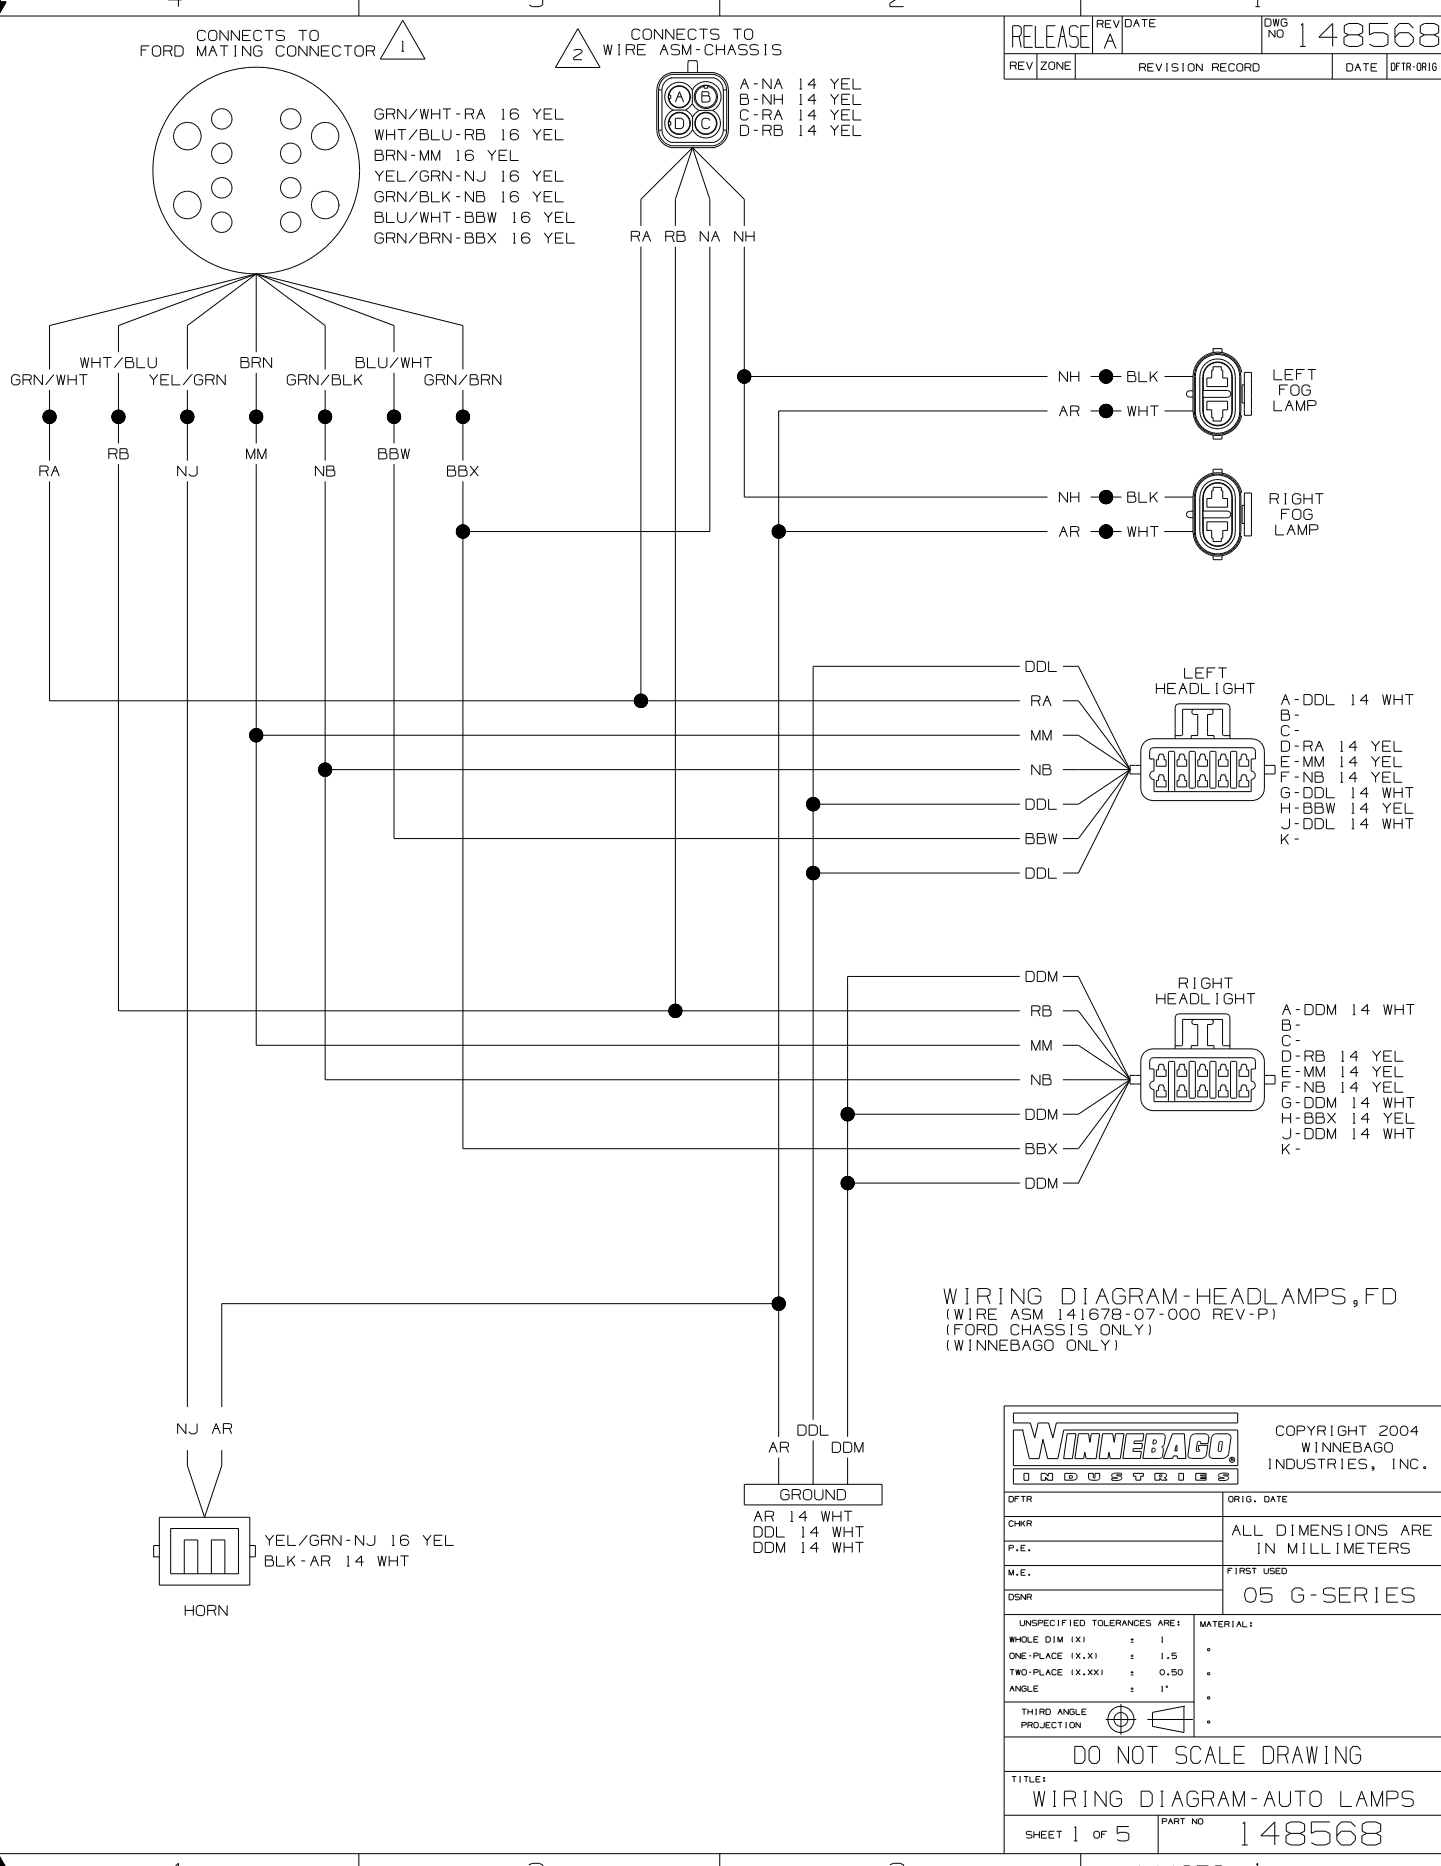 4 3 2 1
CONNECTS TO
FORD MATING CONNECTOR
1
2
CONNECTS TO
WIRE ASM-CHASSIS
RELEASE
REV
A
DATE
DWG
NO
148568
REV ZONE REVISION RECORD DATE DFTR-ORIG
A B
D C
A-NA 14 YEL
B-NH 14 YEL
C-RA 14 YEL
D-RB 14 YEL
GRN/WHT-RA 16 YEL
WHT/BLU-RB 16 YEL
BRN-MM 16 YEL
YEL/GRN-NJ 16 YEL
GRN/BLK-NB 16 YEL
BLU/WHT-BBW 16 YEL
GRN/BRN-BBX 16 YEL
RA RB NA NH
WHT/BLU BRN BLU/WHT
GRN/WHT YEL/GRN GRN/BLK GRN/BRN
RB MM BBW
RA NJ NB BBX
NH BLK
AR WHT
LEFT
FOG
LAMP
NH BLK
AR WHT
RIGHT
FOG
LAMP
DDL
RA
MM
NB
DDL
BBW
DDL
LEFT
HEADLIGHT
A-DDL 14 WHT
B-
C-
D-RA 14 YEL
E-MM 14 YEL
F-NB 14 YEL
G-DDL 14 WHT
H-BBW 14 YEL
J-DDL 14 WHT
K-
DDM
RB
MM
NB
DDM
BBX
DDM
RIGHT
HEADLIGHT
A-DDM 14 WHT
B-
C-
D-RB 14 YEL
E-MM 14 YEL
F-NB 14 YEL
G-DDM 14 WHT
H-BBX 14 YEL
J-DDM 14 WHT
K-
WIRING DIAGRAM-HEADLAMPS,FD
(WIRE ASM 141678-07-000 REV-P)
(FORD CHASSIS ONLY)
(WINNEBAGO ONLY)
NJ AR
DDL
AR DDM
GROUND
AR 14 WHT
DDL 14 WHT
DDM 14 WHT
YEL/GRN-NJ 16 YEL
BLK-AR 14 WHT
HORN
WINNEBAGO®
INDUSTRIES
COPYRIGHT 2004
WINNEBAGO
INDUSTRIES, INC.
DFTR
ORIG. DATE
CHKR
ALL DIMENSIONS ARE
IN MILLIMETERS
P.E.
M.E.
FIRST USED
05 G-SERIES
DSNR
UNSPECIFIED TOLERANCES ARE:
WHOLE DIM (X) ± 1
ONE-PLACE (X.X) ± 1.5
TWO-PLACE (X.XX) ± 0.50
ANGLE ± 1°
MATERIAL:
THIRD ANGLE
PROJECTION
DO NOT SCALE DRAWING
TITLE:
WIRING DIAGRAM-AUTO LAMPS
SHEET 1 OF 5
PART NO
148568